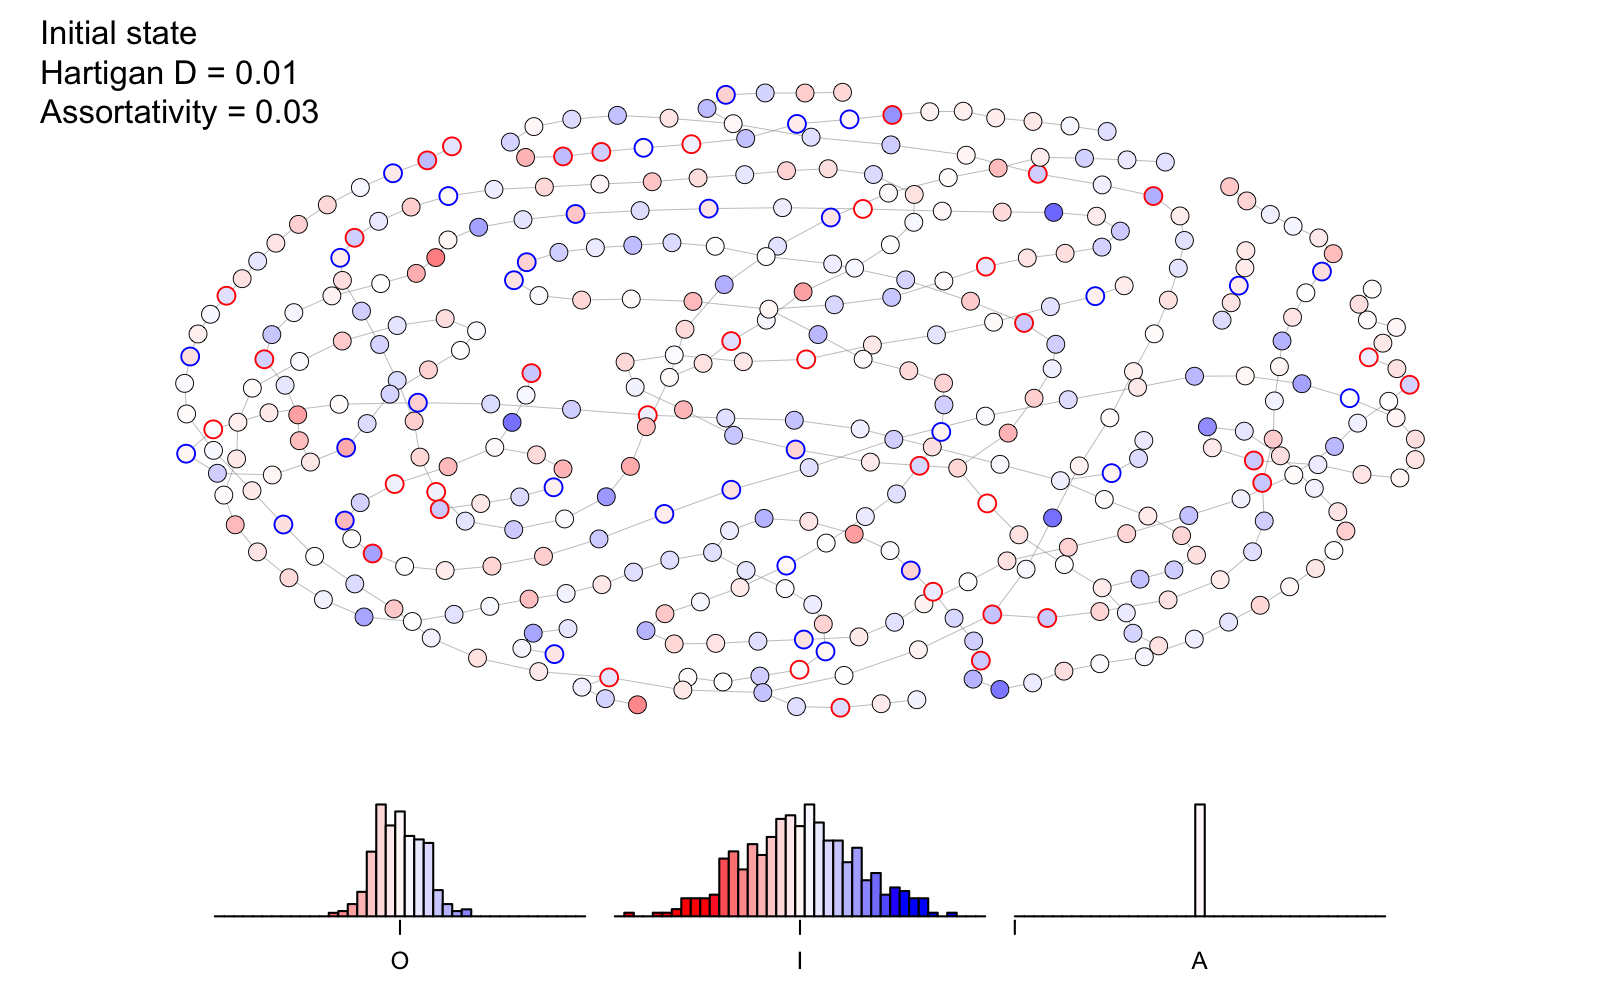 Initial state
Hartigan D = 0.01
Assortativity = 0.03
O
I
A